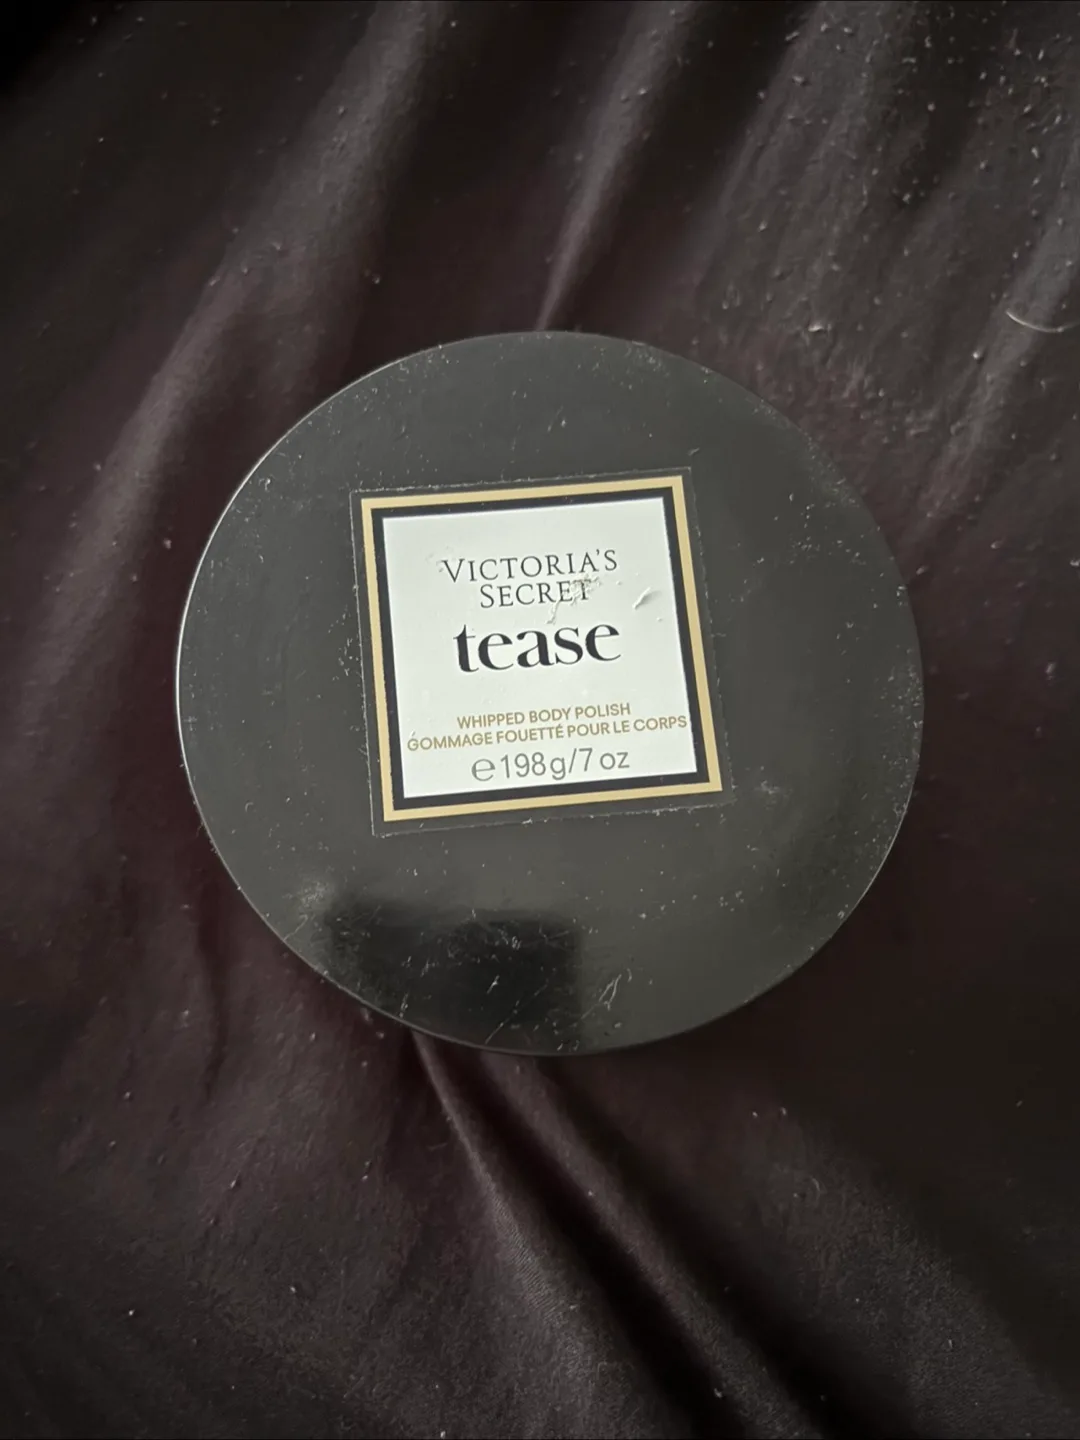 VICTORIA'S
SECRET
tease
WHIPPED BODY POLISH
GOMMAGE FOUETTÉ POUR LE CORPS
℮198g/7 oz